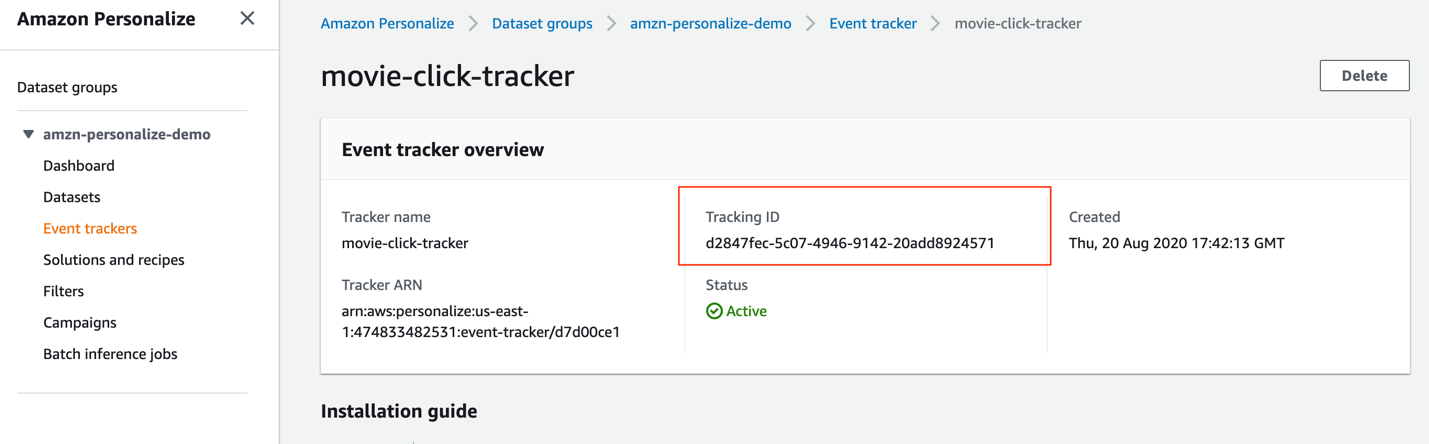 Amazon Personalize
Dataset groups
amzn-personalize-demo
Dashboard
Datasets
Event trackers
Solutions and recipes
Filters
Campaigns
Batch inference jobs
Amazon Personalize > Dataset groups > amzn-personalize-demo > Event tracker > movie-click-tracker
movie-click-tracker
Delete
Event tracker overview
Tracker name
movie-click-tracker
Tracker ARN
arn:aws:personalize:us-east-
1:474833482531:event-tracker/d7d00ce1
Tracking ID
d2847fec-5c07-4946-9142-20add8924571
Status
Active
Created
Thu, 20 Aug 2020 17:42:13 GMT
Installation guide